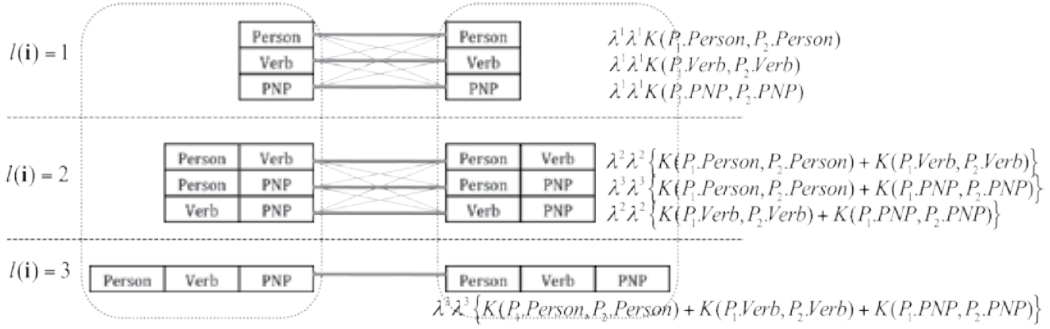 l(i) = 1
Person Person λ¹λ¹K(P₁.Person, P₂.Person)
Verb Verb λ¹λ¹K(P₁.Verb, P₂.Verb)
PNP PNP λ¹λ¹K(P₁.PNP, P₂.PNP)
l(i) = 2
Person Verb Person Verb λ²λ²{K(P₁.Person, P₂.Person) + K(P₁.Verb, P₂.Verb)}
Person PNP Person PNP λ³λ³{K(P₁.Person, P₂.Person) + K(P₁.PNP, P₂.PNP)}
Verb PNP Verb PNP λ²λ²{K(P₁.Verb, P₂.Verb) + K(P₁.PNP, P₂.PNP)}
l(i) = 3
Person Verb PNP Person Verb PNP
λ³λ³{K(P₁.Person, P₂.Person) + K(P₁.Verb, P₂.Verb) + K(P₁.PNP, P₂.PNP)}